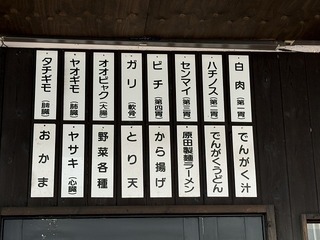 白肉（第一胃）
ハチノス（第二胃）
センマイ（第三胃）
ビチ（第四胃）
ガリ（軟骨）
オオビャク（大腸）
ヤオギモ（肺臓）
タチギモ（脾臓）
でんがく汁
でんがくうどん
原田製麺ラーメン
から揚げ
とり天
野菜各種
ヤサキ（心臓）
おかま